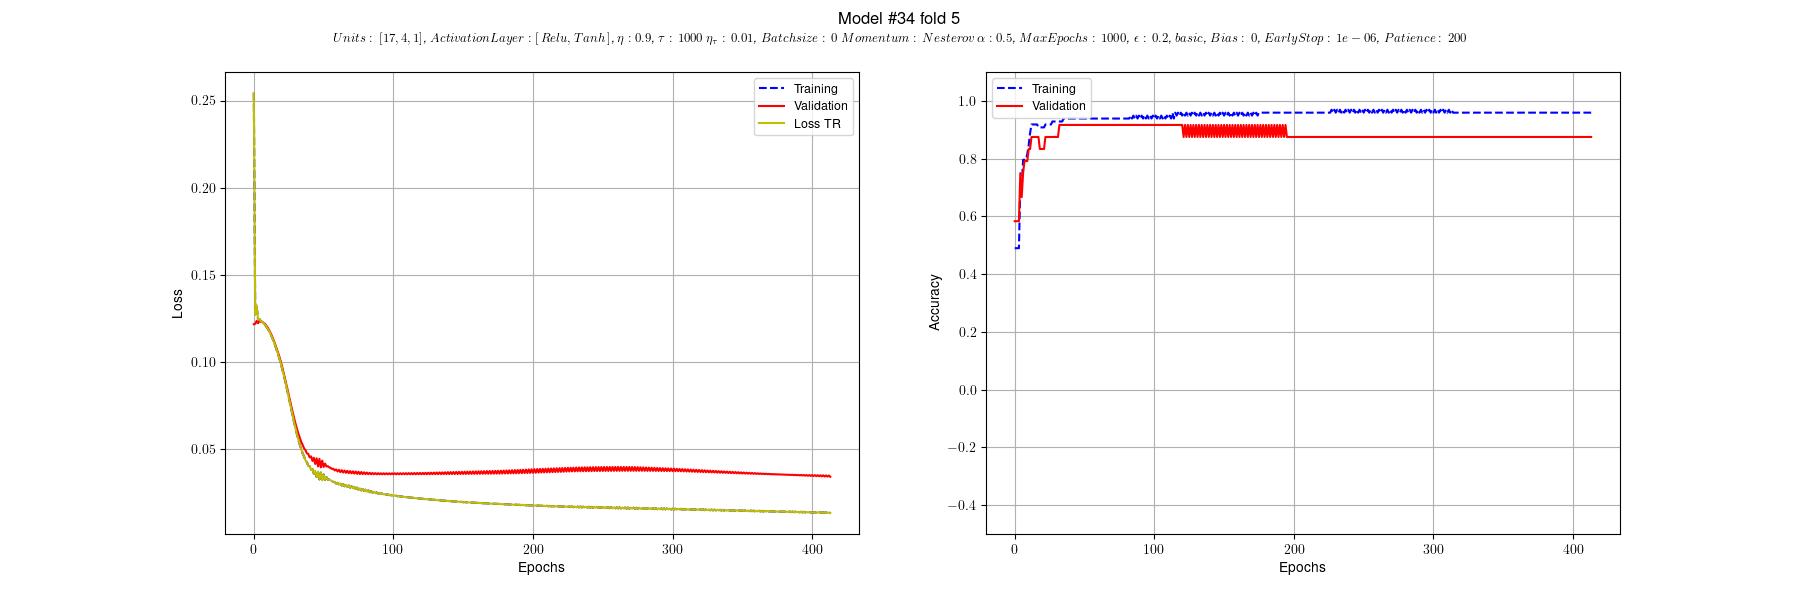 Model #34 fold 5
Units : [17, 4, 1], ActivationLayer : [Relu, Tanh], η : 0.9, τ : 1000 ητ : 0.01, Batchsize : 0 Momentum : Nesterov α : 0.5, MaxEpochs : 1000, ϵ : 0.2, basic, Bias : 0, EarlyStop : 1e − 06, Patience : 200
Training
Validation
Loss TR
0.25
0.20
0.15
0.10
0.05
Loss
0 100 200 300 400
Epochs
Training
Validation
1.0
0.8
0.6
0.4
0.2
0.0
−0.2
−0.4
Accuracy
0 100 200 300 400
Epochs